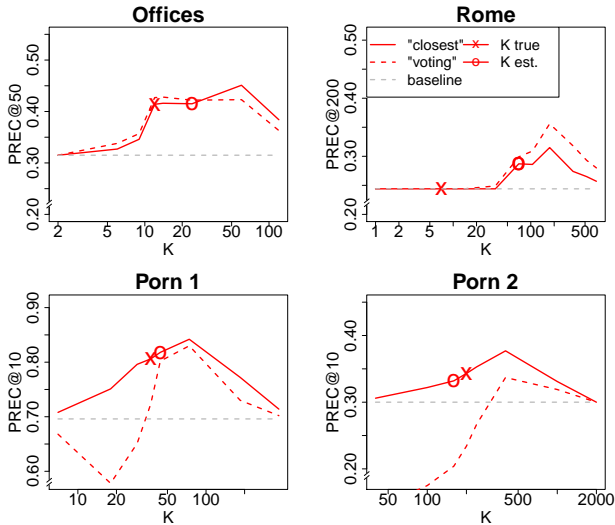 Offices
PREC@50
0.20 0.30 0.40 0.50
2 5 10 20 50 100
K
Rome
PREC@200
0.20 0.30 0.40 0.50
"closest"
"voting"
baseline
K true
K est.
1 2 5 20 50 500
K
Porn 1
PREC@10
0.60 0.70 0.80 0.90
10 20 50 100
K
Porn 2
PREC@10
0.20 0.30 0.40
50 100 500 2000
K